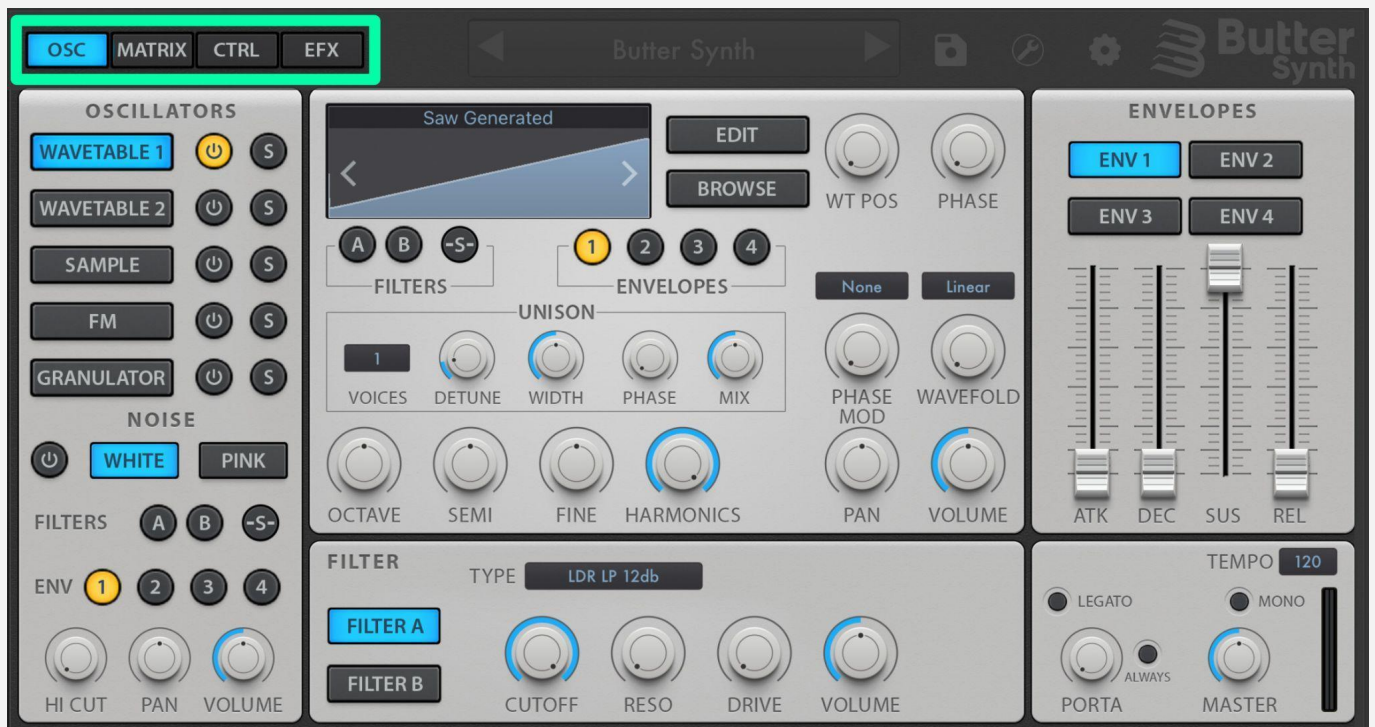 OSC MATRIX CTRL EFX
Butter Synth
Butter
Synth
OSCILLATORS
WAVETABLE 1 S
WAVETABLE 2 S
SAMPLE S
FM S
GRANULATOR S
NOISE
WHITE PINK
FILTERS A B -S-
ENV 1 2 3 4
HI CUT PAN VOLUME
Saw Generated
EDIT
BROWSE
WT POS PHASE
A B -S-
FILTERS
1 2 3 4
ENVELOPES
None Linear
UNISON
1
VOICES DETUNE WIDTH PHASE MIX
PHASE
MOD
WAVEFOLD
OCTAVE SEMI FINE HARMONICS PAN VOLUME
FILTER
TYPE LDR LP 12db
FILTER A
FILTER B
CUTOFF RESO DRIVE VOLUME
ENVELOPES
ENV 1 ENV 2
ENV 3 ENV 4
ATK DEC SUS REL
TEMPO 120
LEGATO MONO
ALWAYS
PORTA MASTER